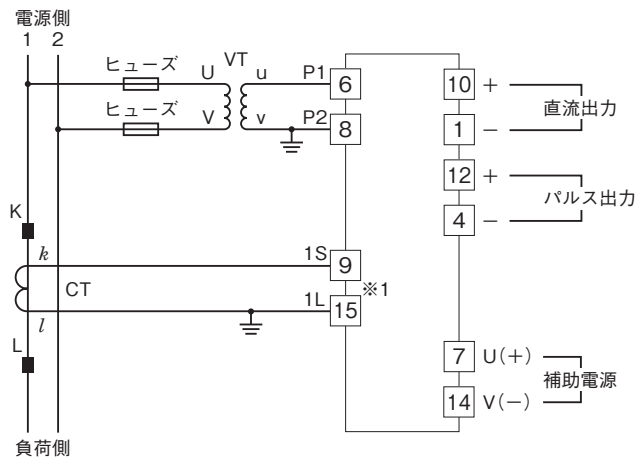 電源側
1 2
ヒューズ U VT u P1 6
ヒューズ V v P2 8
10 +
直流出力
1 −
12 +
パルス出力
4 −
K
k 1S 9
CT ※1
l 1L 15
L
7 U(+)
補助電源
14 V(−)
負荷側